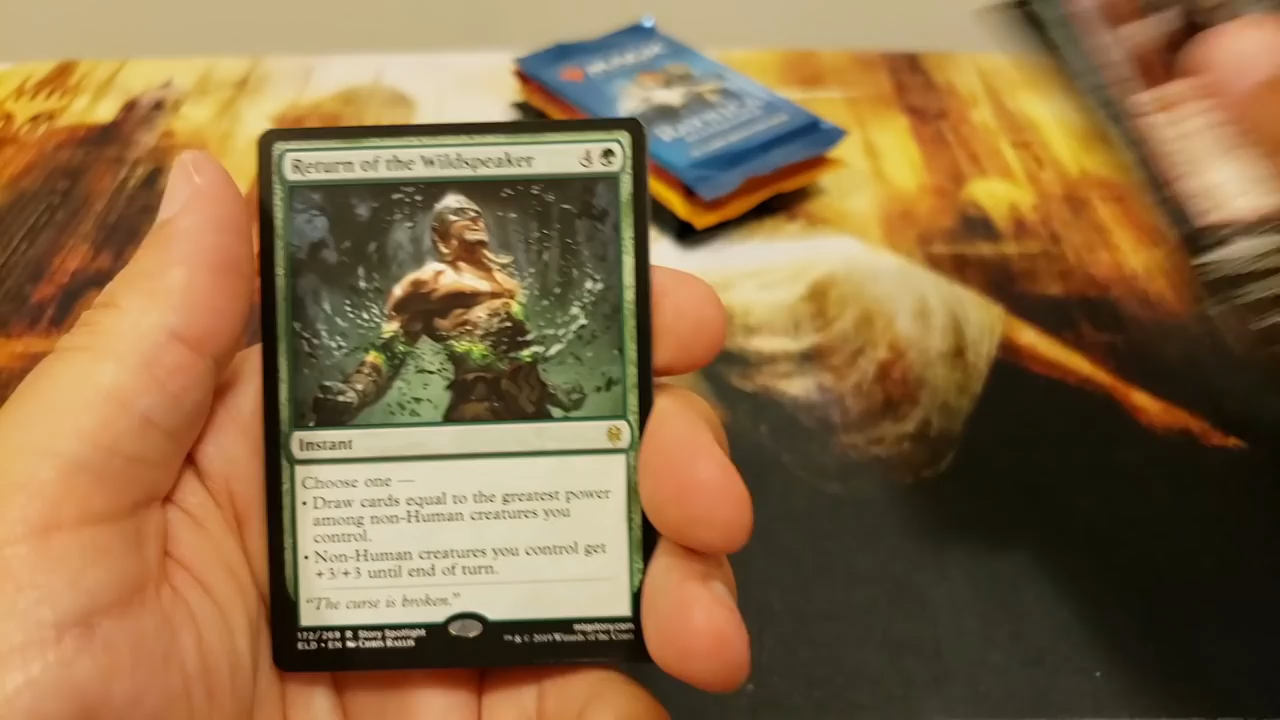 MAGIC
Return of the Wildspeaker 4
Instant
Choose one —
• Draw cards equal to the greatest power
among non-Human creatures you
control.
• Non-Human creatures you control get
+3/+3 until end of turn.
"The curse is broken."
172/269 R Story Spotlight
ELD • EN Chris Rallis
mtgstory.com
™ & © 2019 Wizards of the Coast